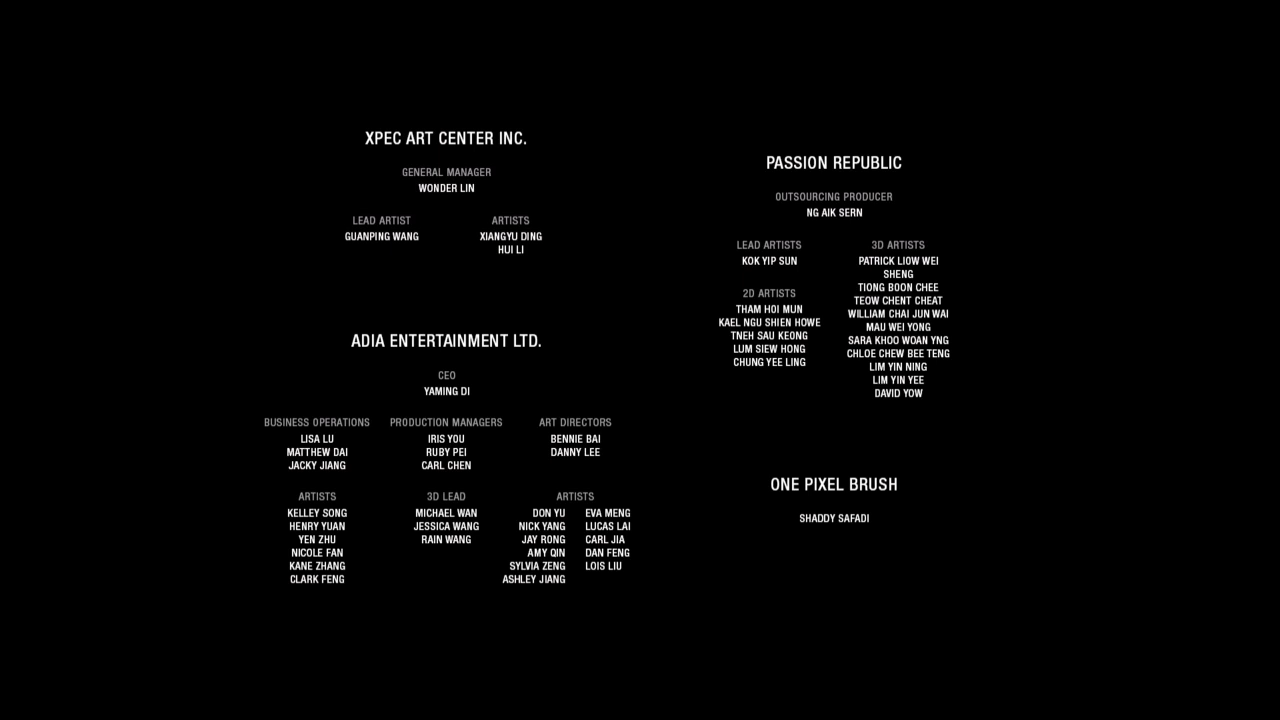 XPEC ART CENTER INC.
GENERAL MANAGER
WONDER LIN
LEAD ARTIST
GUANPING WANG
ARTISTS
XIANGYU DING
HUI LI
ADIA ENTERTAINMENT LTD.
CEO
YAMING DI
BUSINESS OPERATIONS
LISA LU
MATTHEW DAI
JACKY JIANG
PRODUCTION MANAGERS
IRIS YOU
RUBY PEI
CARL CHEN
ART DIRECTORS
BENNIE BAI
DANNY LEE
ARTISTS
KELLEY SONG
HENRY YUAN
YEN ZHU
NICOLE FAN
KANE ZHANG
CLARK FENG
3D LEAD
MICHAEL WAN
JESSICA WANG
RAIN WANG
ARTISTS
DON YU
NICK YANG
JAY RONG
AMY QIN
SYLVIA ZENG
ASHLEY JIANG
EVA MENG
LUCAS LAI
CARL JIA
DAN FENG
LOIS LIU
PASSION REPUBLIC
OUTSOURCING PRODUCER
NG AIK SERN
LEAD ARTISTS
KOK YIP SUN
2D ARTISTS
THAM HOI MUN
KAEL NGU SHIEN HOWE
TNEH SAU KEONG
LUM SIEW HONG
CHUNG YEE LING
3D ARTISTS
PATRICK LIOW WEI
SHENG
TIONG BOON CHEE
TEOW CHENT CHEAT
WILLIAM CHAI JUN WAI
MAU WEI YONG
SARA KHOO WOAN YNG
CHLOE CHEW BEE TENG
LIM YIN NING
LIM YIN YEE
DAVID YOW
ONE PIXEL BRUSH
SHADDY SAFADI